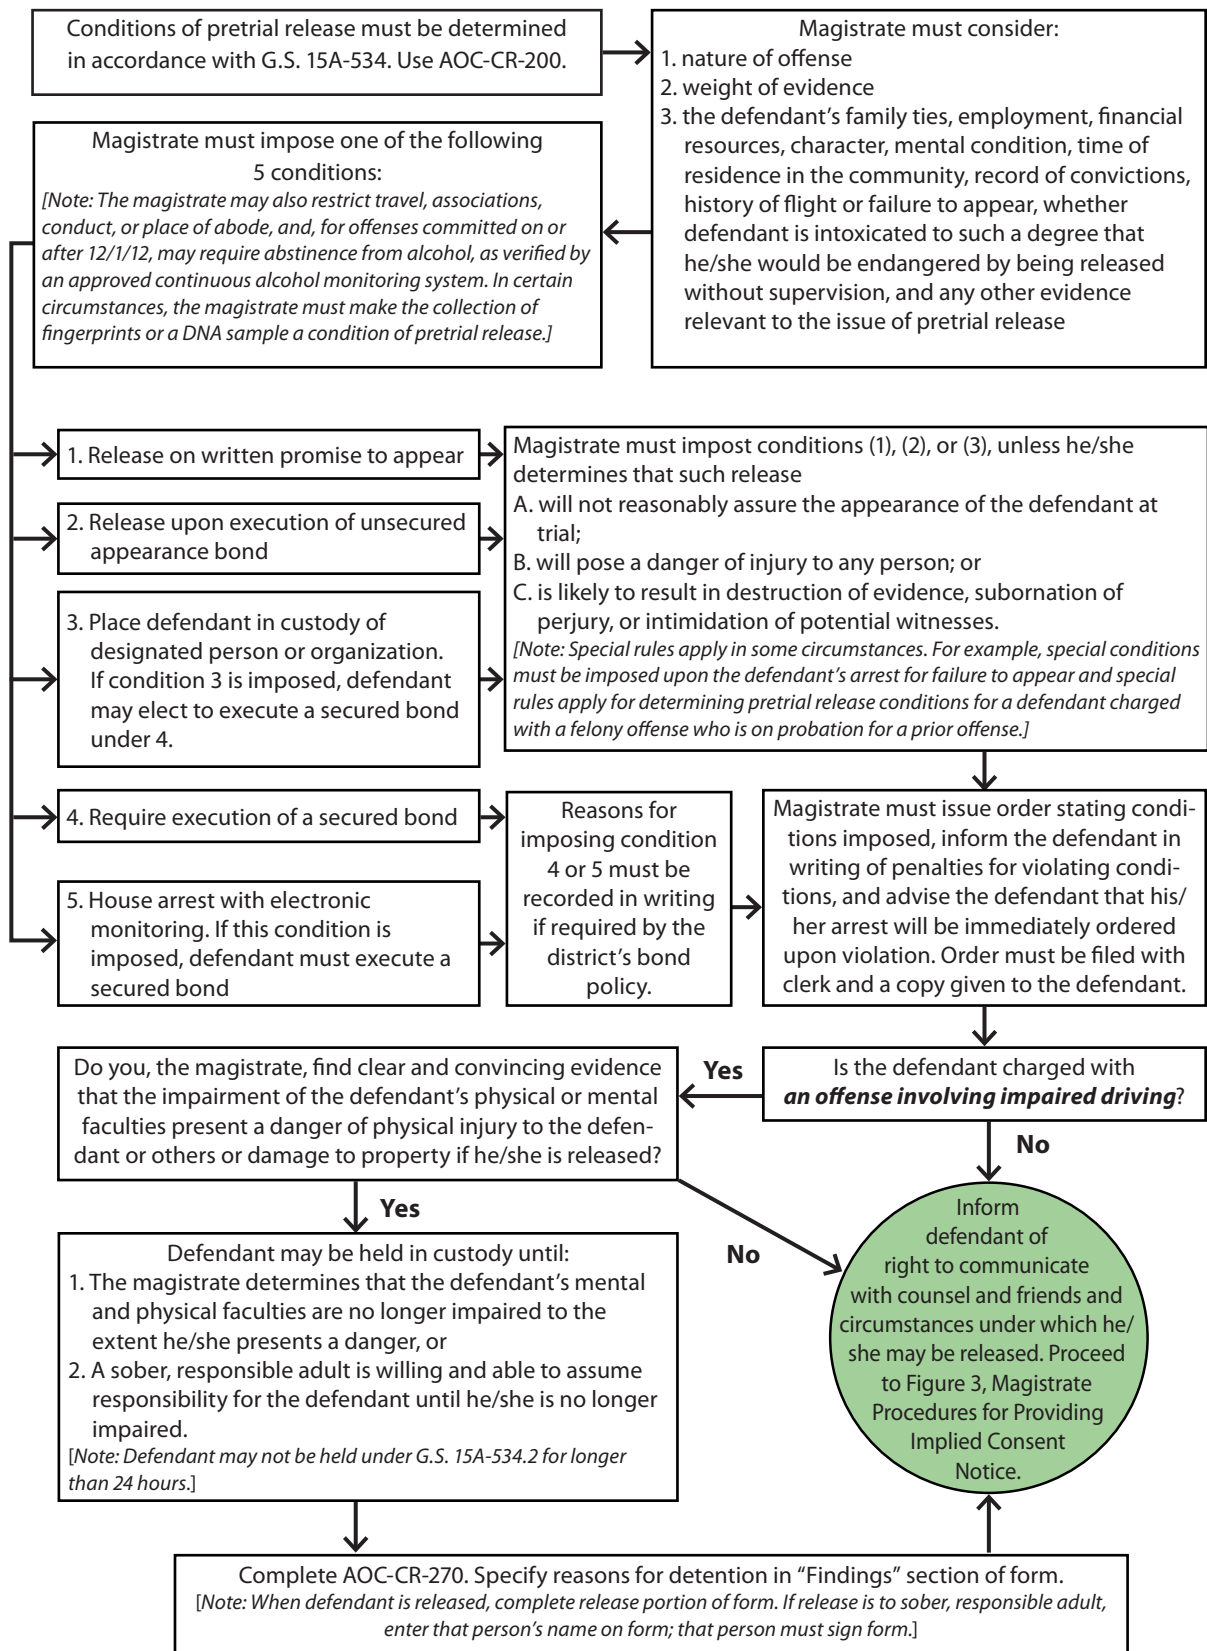 Conditions of pretrial release must be determined
in accordance with G.S. 15A-534. Use AOC-CR-200.
Magistrate must consider:
1. nature of offense
2. weight of evidence
3. the defendant’s family ties, employment, financial
resources, character, mental condition, time of
residence in the community, record of convictions,
history of flight or failure to appear, whether
defendant is intoxicated to such a degree that
he/she would be endangered by being released
without supervision, and any other evidence
relevant to the issue of pretrial release
Magistrate must impose one of the following
5 conditions:
[Note: The magistrate may also restrict travel, associations,
conduct, or place of abode, and, for offenses committed on or
after 12/1/12, may require abstinence from alcohol, as verified by
an approved continuous alcohol monitoring system. In certain
circumstances, the magistrate must make the collection of
fingerprints or a DNA sample a condition of pretrial release.]
1. Release on written promise to appear
2. Release upon execution of unsecured
appearance bond
3. Place defendant in custody of
designated person or organization.
If condition 3 is imposed, defendant
may elect to execute a secured bond
under 4.
Magistrate must impost conditions (1), (2), or (3), unless he/she
determines that such release
A. will not reasonably assure the appearance of the defendant at
trial;
B. will pose a danger of injury to any person; or
C. is likely to result in destruction of evidence, subornation of
perjury, or intimidation of potential witnesses.
[Note: Special rules apply in some circumstances. For example, special conditions
must be imposed upon the defendant’s arrest for failure to appear and special
rules apply for determining pretrial release conditions for a defendant charged
with a felony offense who is on probation for a prior offense.]
4. Require execution of a secured bond
5. House arrest with electronic
monitoring. If this condition is
imposed, defendant must execute a
secured bond
Reasons for
imposing condition
4 or 5 must be
recorded in writing
if required by the
district’s bond
policy.
Magistrate must issue order stating condi-
tions imposed, inform the defendant in
writing of penalties for violating condi-
tions, and advise the defendant that his/
her arrest will be immediately ordered
upon violation. Order must be filed with
clerk and a copy given to the defendant.
Is the defendant charged with
an offense involving impaired driving?
Yes
No
Do you, the magistrate, find clear and convincing evidence
that the impairment of the defendant’s physical or mental
faculties present a danger of physical injury to the defen-
dant or others or damage to property if he/she is released?
Yes
No
Defendant may be held in custody until:
1. The magistrate determines that the defendant’s mental
and physical faculties are no longer impaired to the
extent he/she presents a danger, or
2. A sober, responsible adult is willing and able to assume
responsibility for the defendant until he/she is no longer
impaired.
[Note: Defendant may not be held under G.S. 15A-534.2 for longer
than 24 hours.]
Inform
defendant of
right to communicate
with counsel and friends and
circumstances under which he/
she may be released. Proceed
to Figure 3, Magistrate
Procedures for Providing
Implied Consent
Notice.
Complete AOC-CR-270. Specify reasons for detention in “Findings” section of form.
[Note: When defendant is released, complete release portion of form. If release is to sober, responsible adult,
enter that person’s name on form; that person must sign form.]